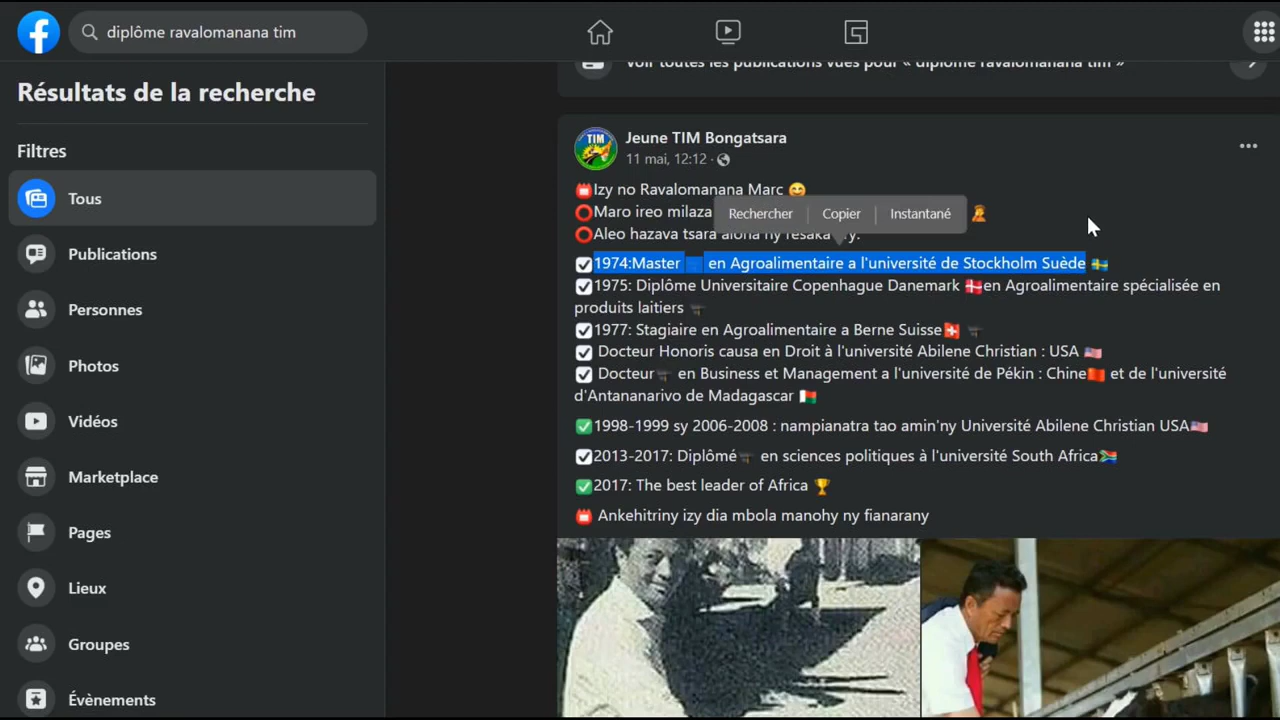 diplôme ravalomanana tim
Résultats de la recherche
Filtres
Tous
Publications
Personnes
Photos
Vidéos
Marketplace
Pages
Lieux
Groupes
Évènements
Voir toutes les publications vues pour « diplôme ravalomanana tim »
TIM
Jeune TIM Bongatsara
11 mai, 12:12 ·
Izy no Ravalomanana Marc 😊
⭕Maro ireo milaza
Rechercher Copier Instantané
⭕Aleo hazava tsara aloha ny resaka
1974:Master en Agroalimentaire a l'université de Stockholm Suède 🇸🇪
1975: Diplôme Universitaire Copenhague Danemark 🇩🇰en Agroalimentaire spécialisée en
produits laitiers 🎓
1977: Stagiaire en Agroalimentaire a Berne Suisse🇨🇭 🎓
Docteur Honoris causa en Droit à l'université Abilene Christian : USA 🇺🇸
Docteur🎓 en Business et Management a l'université de Pékin : Chine🇨🇳 et de l'université
d'Antananarivo de Madagascar 🇲🇬
✅1998-1999 sy 2006-2008 : nampianatra tao amin'ny Université Abilene Christian USA🇺🇸
2013-2017: Diplômé🎓 en sciences politiques à l'université South Africa🇿🇦
✅2017: The best leader of Africa 🏆
Ankehitriny izy dia mbola manohy ny fianarany